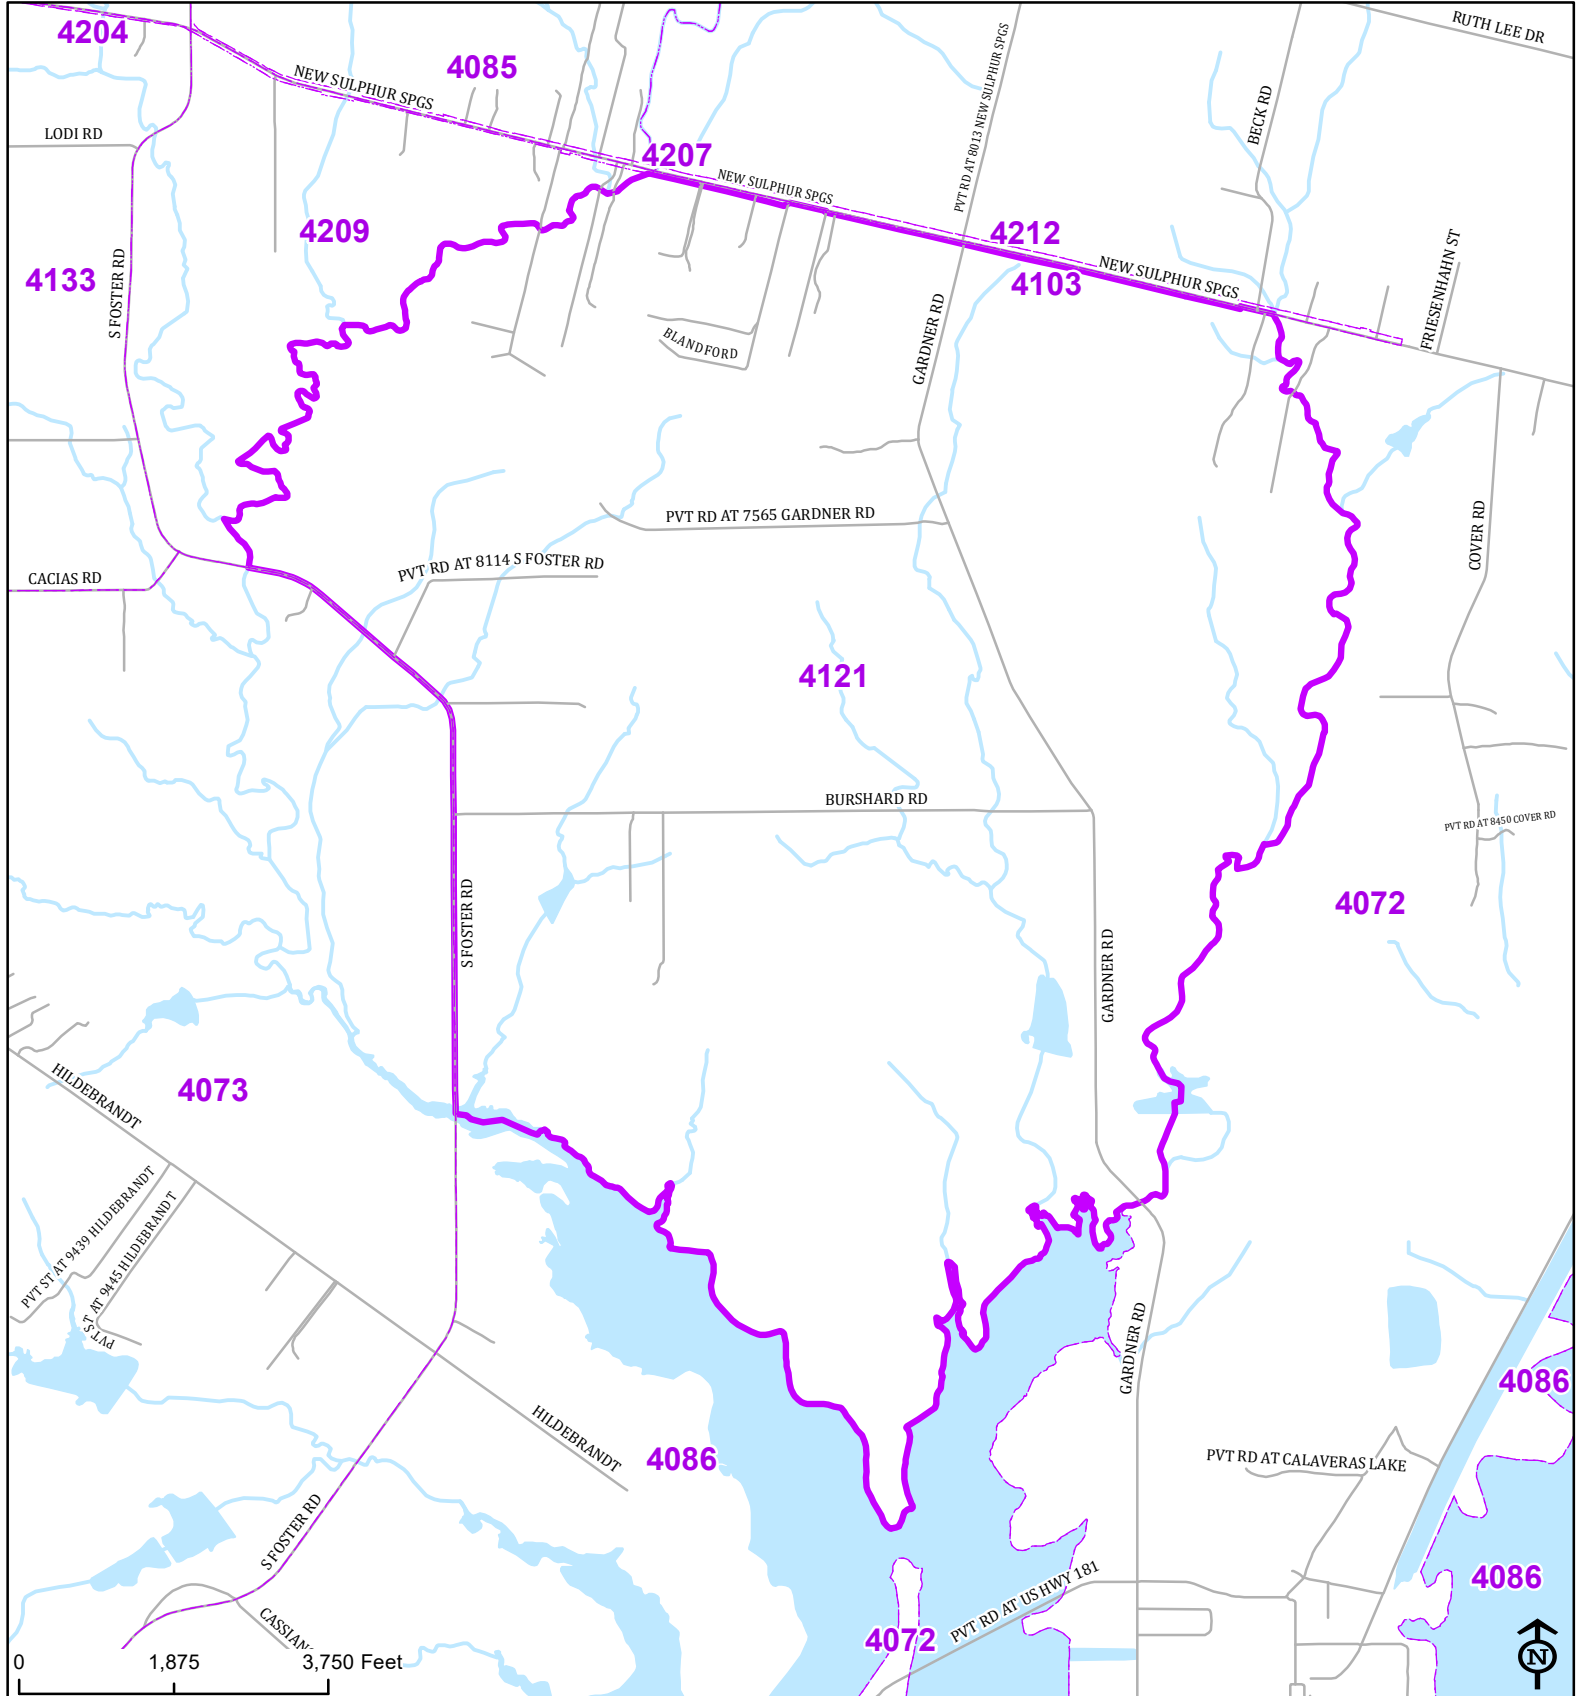 RUTH LEE DR
4204
4085
NEW SULPHUR SPGS
PVT RD AT 8013 NEW SULPHUR SPGS
BECK RD
LODI RD
4207
NEW SULPHUR SPGS
4209
4212
4133
S FOSTER RD
4103
NEW SULPHUR SPGS
FRIESENHAHN ST
BLANDFORD
GARDNER RD
PVT RD AT 7565 GARDNER RD
COVER RD
CACIAS RD
PVT RD AT 8114 S FOSTER RD
4121
BURSHARD RD
PVT RD AT 8450 COVER RD
4072
S FOSTER RD
GARDNER RD
4073
HILDEBRANDT
PVT ST AT 9439 HILDEBRANDT
PVT ST AT 9445 HILDEBRANDT
GARDNER RD
4086
HILDEBRANDT
4086
PVT RD AT CALAVERAS LAKE
S FOSTER RD
4086
PVT RD AT US HWY 181
CASSIANO
4072
N
0 1,875 3,750 Feet